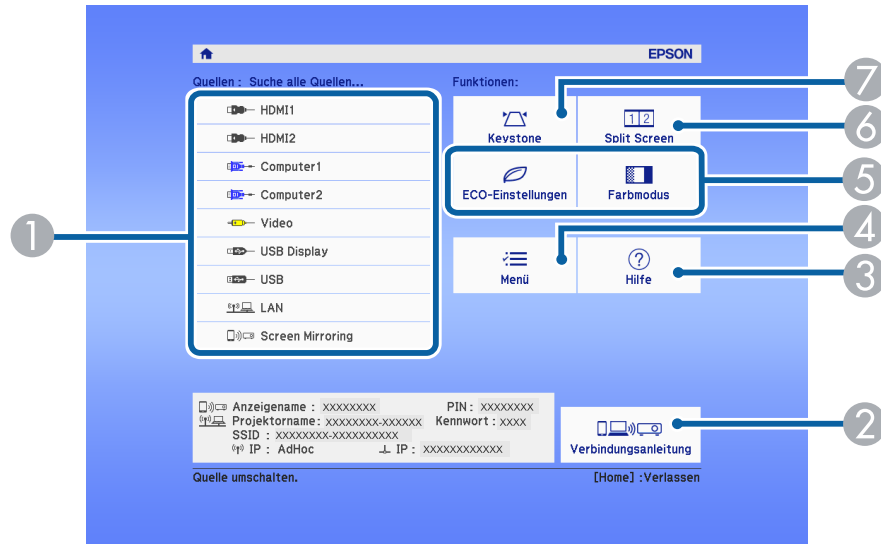 EPSON
Quellen : Suche alle Quellen...
HDMI1
HDMI2
Computer1
Computer2
Video
USB Display
USB
LAN
Screen Mirroring
Funktionen:
Keystone
1 2
Split Screen
ECO-Einstellungen
Farbmodus
Menü
? 
Hilfe
Anzeigename : XXXXXXXX PIN : XXXXXXXX
Projektorname: XXXXXXXX-XXXXXX Kennwort : XXXX
SSID : XXXXXXXX-XXXXXXXXXX
IP : AdHoc IP : XXXXXXXXXXXX
Verbindungsanleitung
Quelle umschalten. [Home] :Verlassen
1
7
6
5
4
3
2